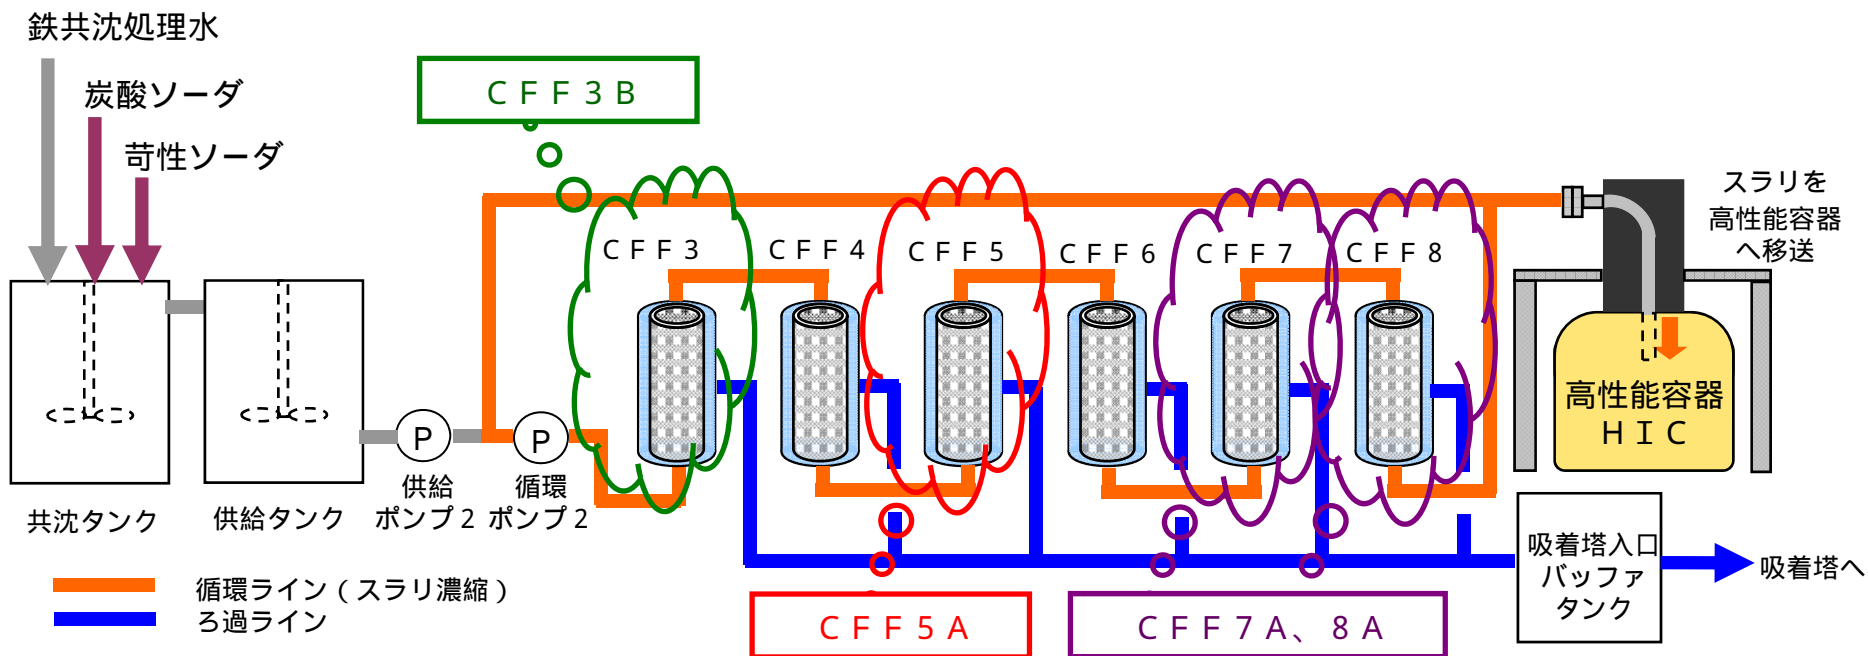 鉄共沈処理水
炭酸ソーダ
苛性ソーダ
ＣＦＦ３Ｂ
ＣＦＦ３
ＣＦＦ４
ＣＦＦ５
ＣＦＦ６
ＣＦＦ７
ＣＦＦ８
スラリを
高性能容器
へ移送
高性能容器
ＨＩＣ
P
P
供給
ポンプ２
循環
ポンプ２
共沈タンク
供給タンク
吸着塔入口
バッファ
タンク
吸着塔へ
循環ライン（スラリ濃縮）
ろ過ライン
ＣＦＦ５Ａ
ＣＦＦ７Ａ、８Ａ